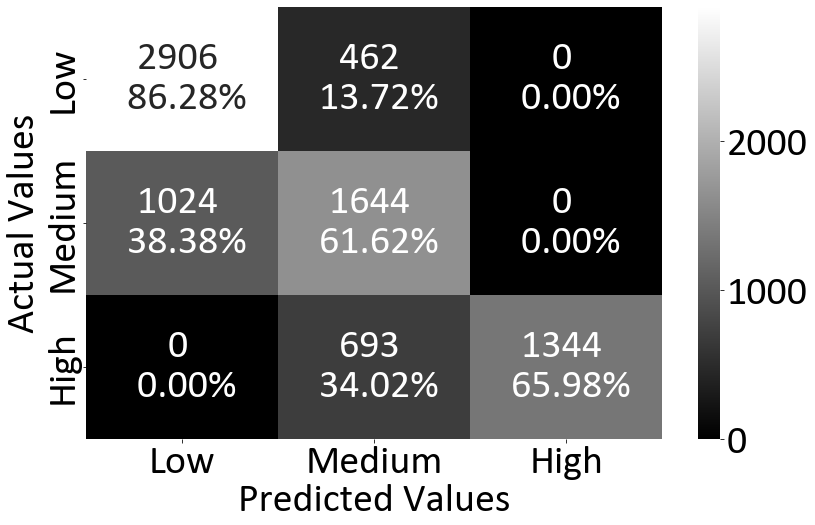 Actual Values
Low
Medium
High
2906
86.28%
462
13.72%
0
0.00%
1024
38.38%
1644
61.62%
0
0.00%
0
0.00%
693
34.02%
1344
65.98%
Low
Medium
High
Predicted Values
2000
1000
0